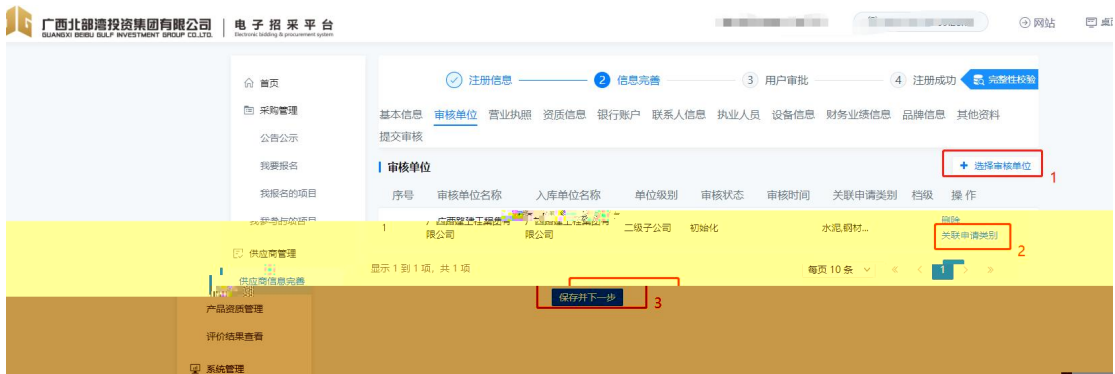 广西北部湾投资集团有限公司
GUANGXI BEIBU GULF INVESTMENT GROUP CO.,LTD.
电子招采平台
Electronic bidding & procurement system
网站
首页
采购管理
公告公示
我要报名
我报名的项目
我参与的项目
供应商管理
供应商信息完善
产品资质管理
评价结果查看
系统管理
注册信息 2 信息完善 3 用户审批 4 注册成功 完整性校验
基本信息 审核单位 营业执照 资质信息 银行账户 联系人信息 执业人员 设备信息 财务业绩信息 品牌信息 其他资料
提交审核
审核单位
+ 选择审核单位
1
序号 审核单位名称 入库单位名称 单位级别 审核状态 审核时间 关联申请类别 档级 操作
删除
1 限公司 限公司 二级子公司 初始化 水泥,钢材...
关联申请类别
2
显示 1 到 1 项, 共 1 项 每页 10 条 « < 1 > »
保存并下一步
3